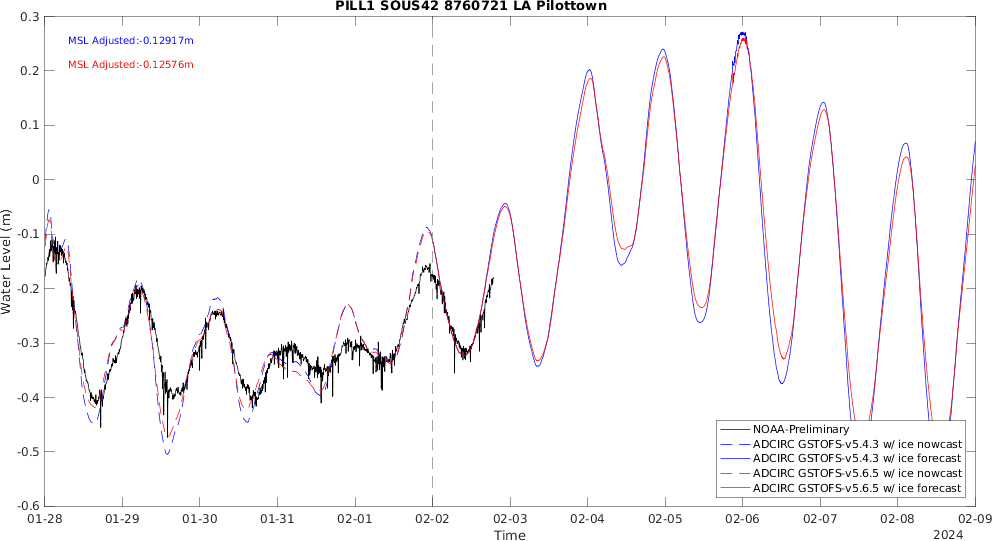 PILL1 SOUS42 8760721 LA Pilottown
MSL Adjusted:-0.12917m
MSL Adjusted:-0.12576m
Water Level (m)
0.3
0.2
0.1
0
-0.1
-0.2
-0.3
-0.4
-0.5
-0.6
NOAA-Preliminary
ADCIRC GSTOFS-v5.4.3 w/ ice nowcast
ADCIRC GSTOFS-v5.4.3 w/ ice forecast
ADCIRC GSTOFS-v5.6.5 w/ ice nowcast
ADCIRC GSTOFS-v5.6.5 w/ ice forecast
01-28 01-29 01-30 01-31 02-01 02-02 02-03 02-04 02-05 02-06 02-07 02-08 02-09
Time
2024